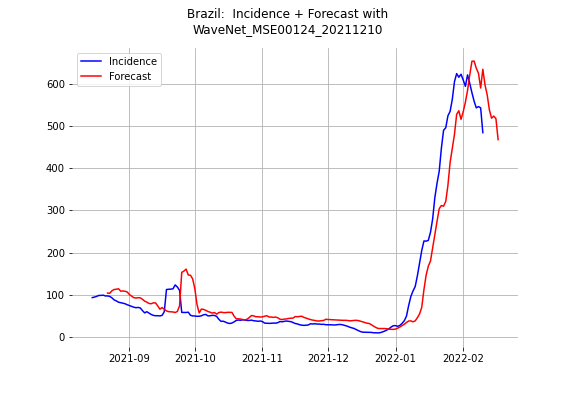 Brazil:  Incidence + Forecast with
WaveNet_MSE00124_20211210
Incidence
Forecast
600
500
400
300
200
100
0
2021-09 2021-10 2021-11 2021-12 2022-01 2022-02